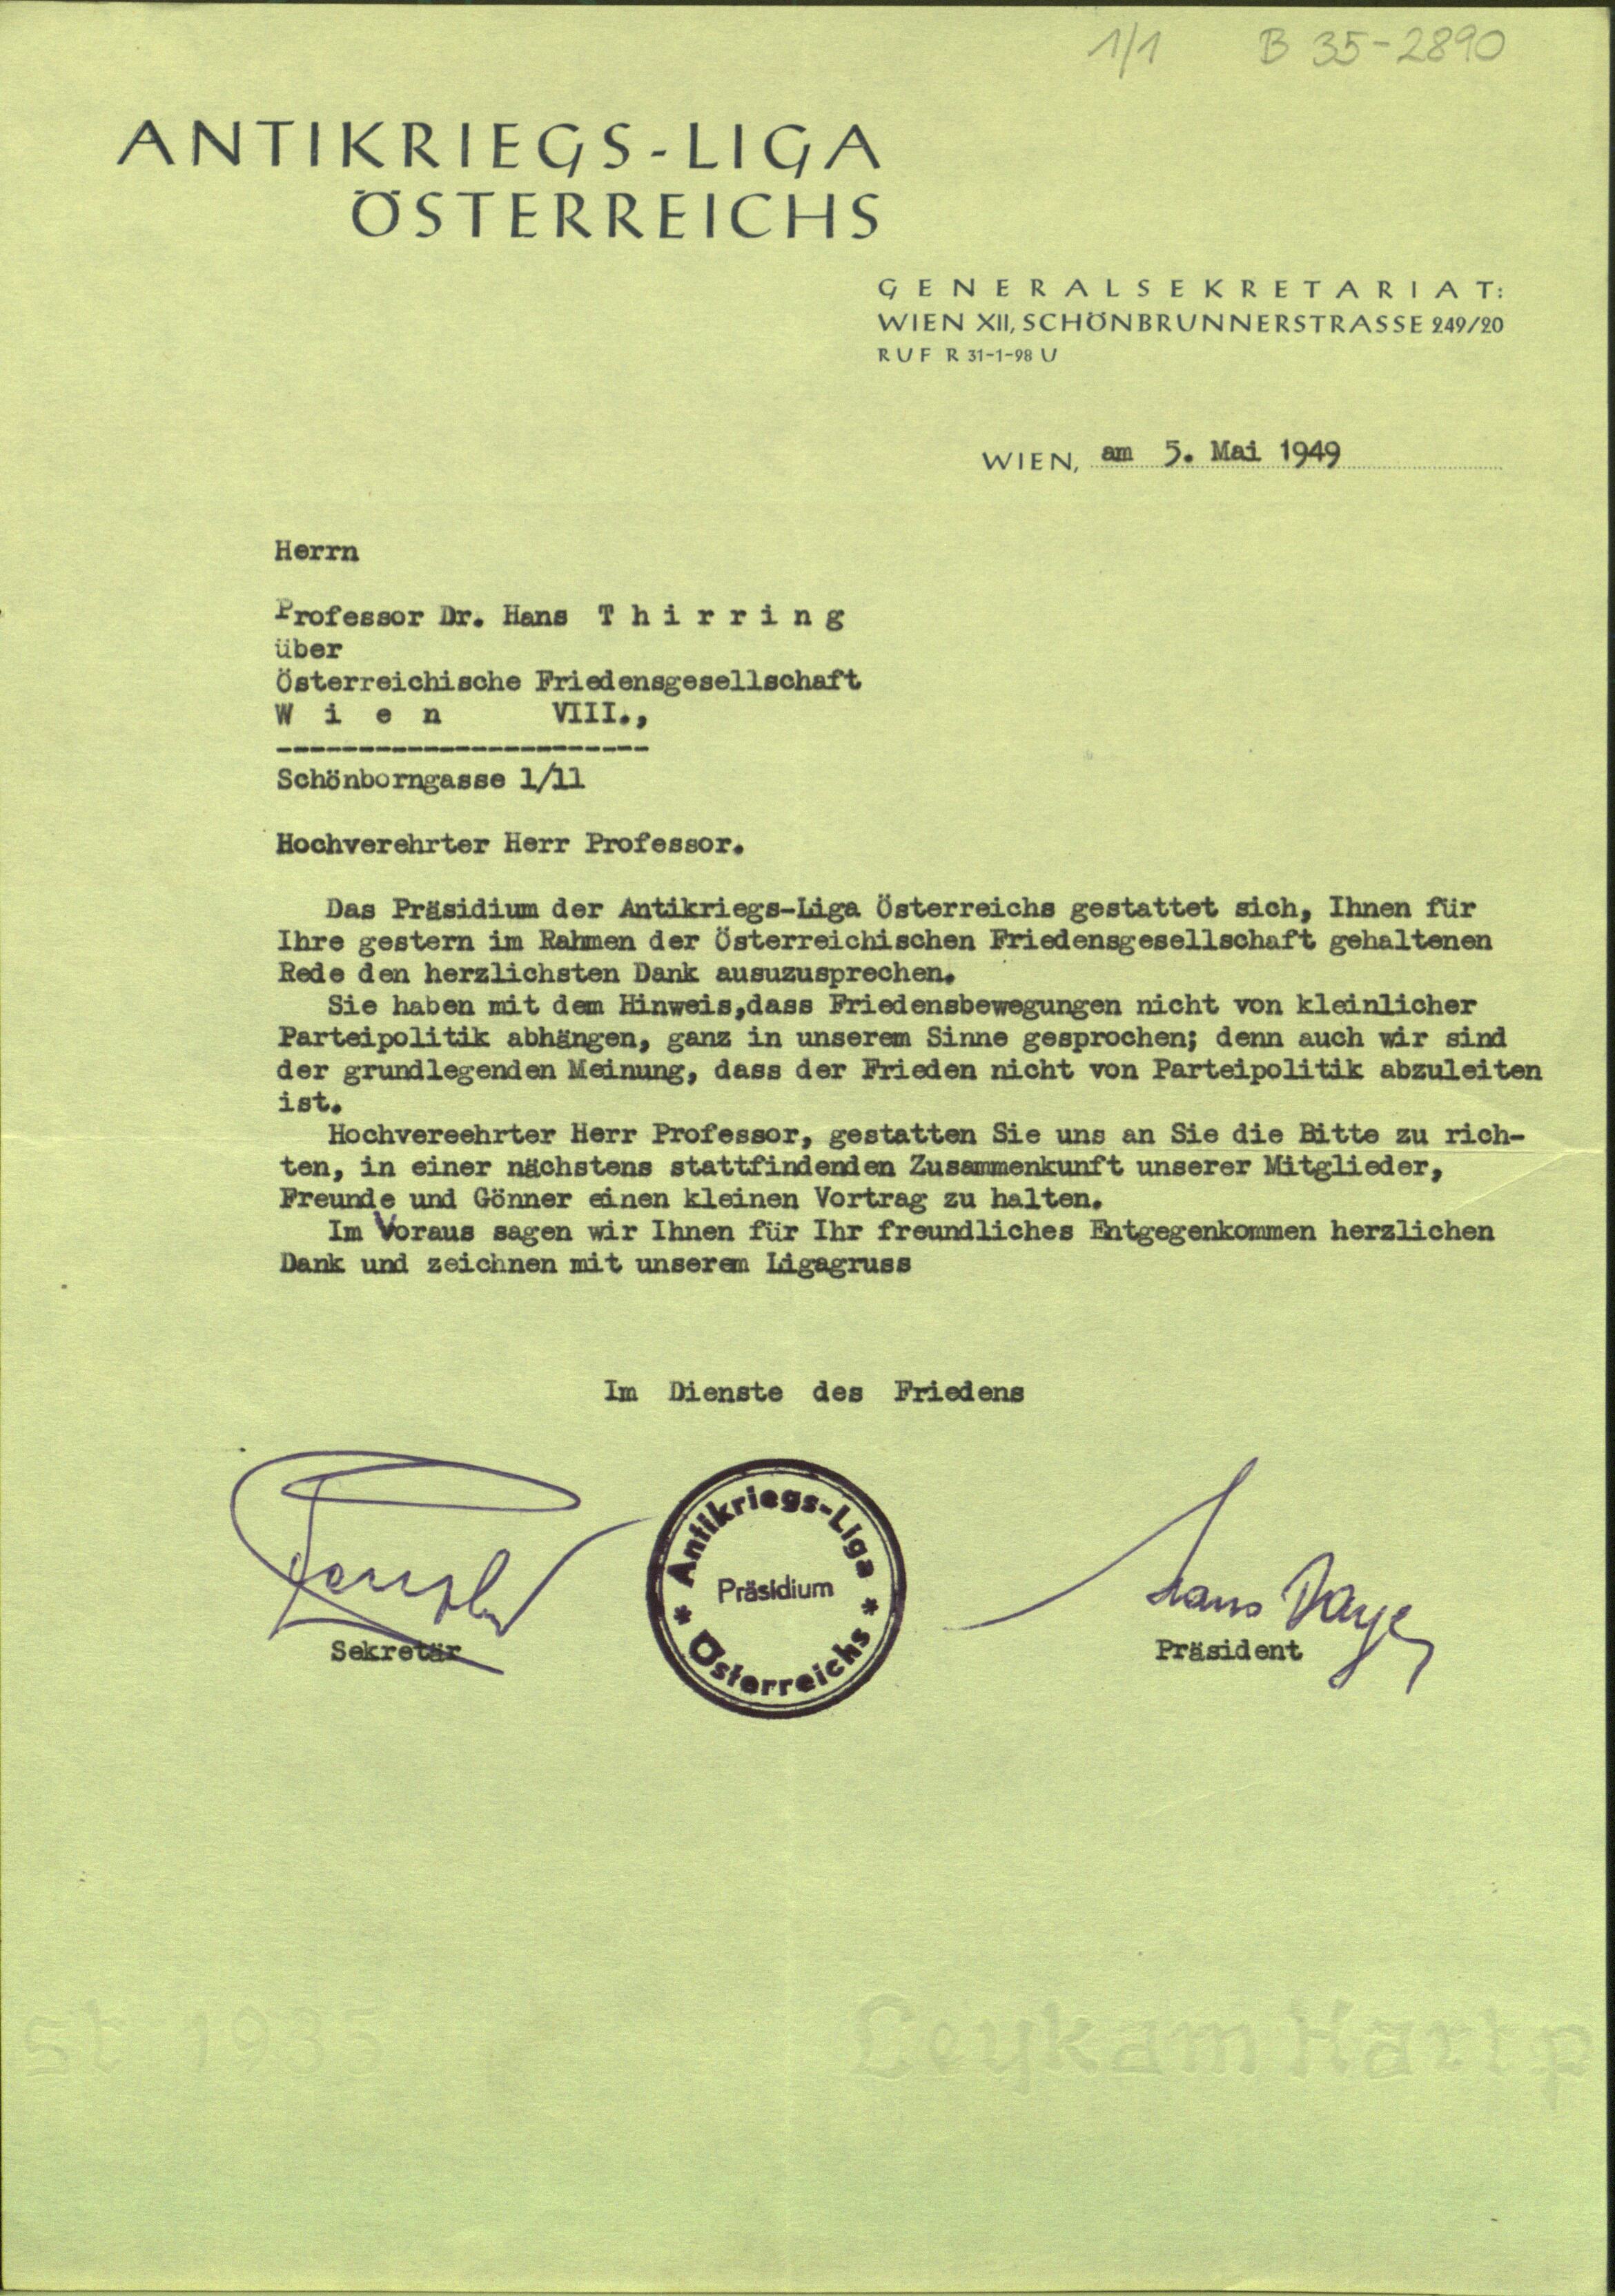 1/1 B 35-2890
ANTIKRIEGS-LIGA
ÖSTERREICHS
GENERALSEKRETARIAT:
WIEN XII, SCHÖNBRUNNERSTRASSE 249/20
RUF R 31-1-98 U
WIEN, am 5. Mai 1949
Herrn
Professor Dr. Hans T h i r r i n g
über
Österreichische Friedensgesellschaft
W i e n VIII.,
-----------------------
Schönborngasse 1/11
Hochverehrter Herr Professor.
Das Präsidium der Antikriegs-Liga Österreichs gestattet sich, Ihnen für
Ihre gestern im Rahmen der Österreichischen Friedensgesellschaft gehaltenen
Rede den herzlichsten Dank ausuzusprechen.
Sie haben mit dem Hinweis,dass Friedensbewegungen nicht von kleinlicher
Parteipolitik abhängen, ganz in unserem Sinne gesprochen; denn auch wir sind
der grundlegenden Meinung, dass der Frieden nicht von Parteipolitik abzuleiten
ist.
Hochvereehrter Herr Professor, gestatten Sie uns an Sie die Bitte zu rich-
ten, in einer nächstens stattfindenden Zusammenkunft unserer Mitglieder,
Freunde und Gönner einen kleinen Vortrag zu halten.
Im Voraus sagen wir Ihnen für Ihr freundliches Entgegenkommen herzlichen
Dank und zeichnen mit unserem Ligagruss
Im Dienste des Friedens
Antikriegs-Liga
Präsidium
* Österreichs *
Hans
Sekretär
Präsident
st 1935 Leykam Hartp